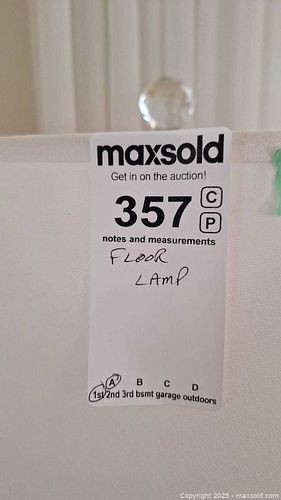 maxsold
Get in on the auction!
357 C
P
notes and measurements
FLOOR
LAMP
A B C D
1st 2nd 3rd bsmt garage outdoors
Copyright 2025 - maxsold.com